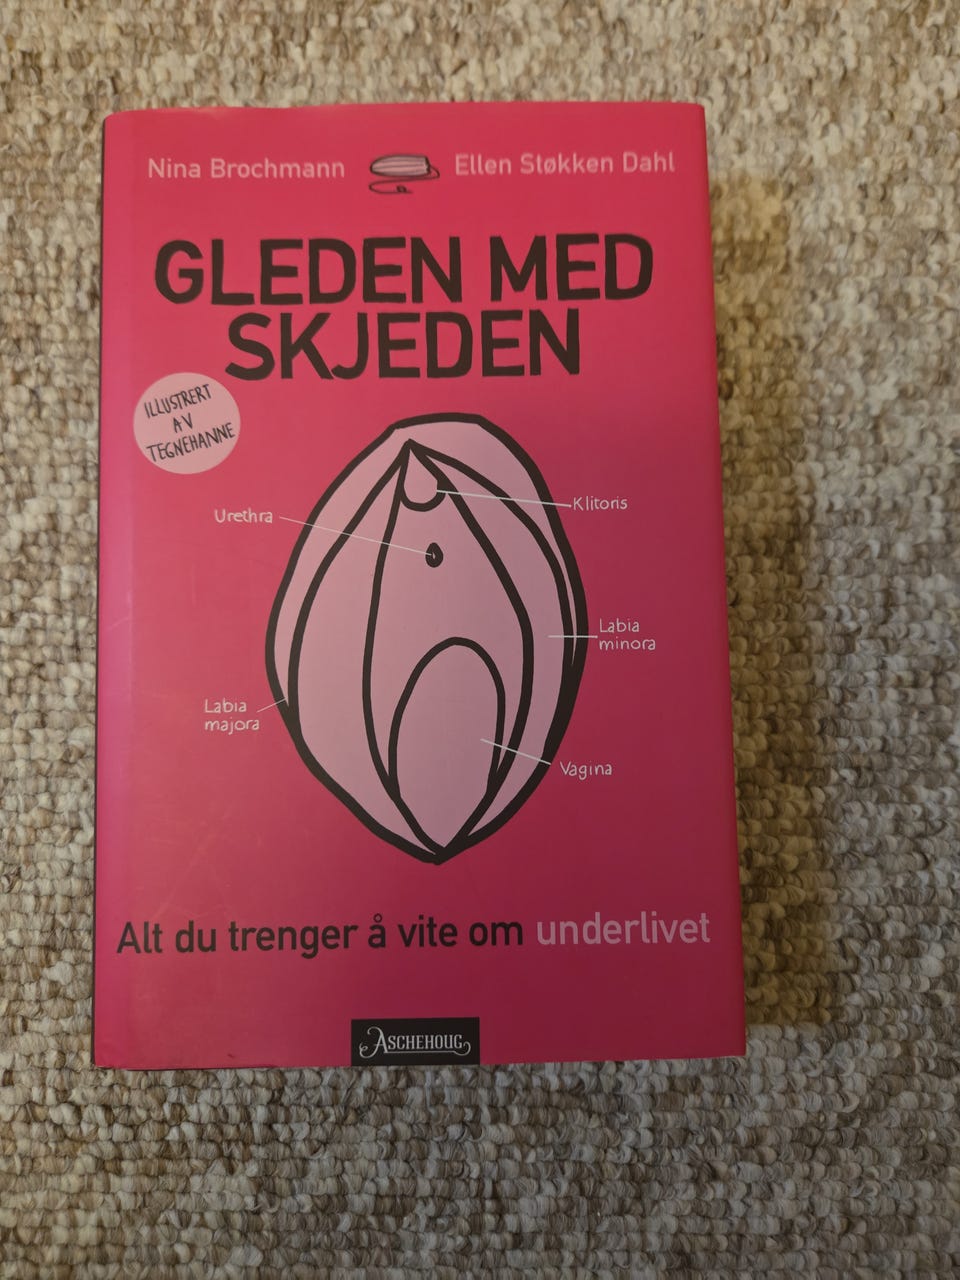 Nina Brochmann
Ellen Støkken Dahl
GLEDEN MED
SKJEDEN
ILLUSTRERT
AV
TEGNEHANNE
Klitoris
Urethra
Labia
minora
Labia
majora
Vagina
Alt du trenger å vite om underlivet
ASCHEHOUG